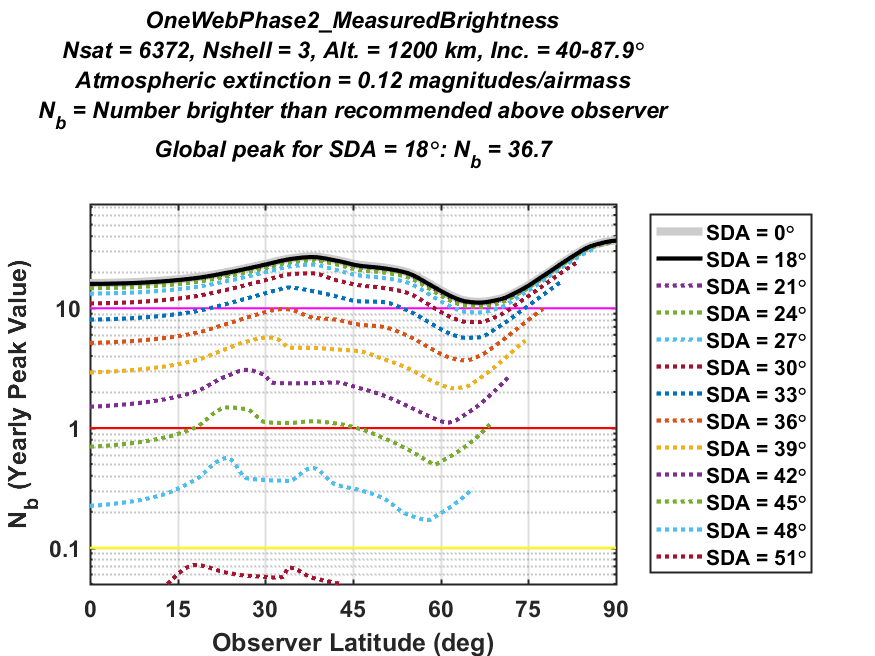 OneWebPhase2_MeasuredBrightness
Nsat = 6372, Nshell = 3, Alt. = 1200 km, Inc. = 40-87.9°
Atmospheric extinction = 0.12 magnitudes/airmass
Nb = Number brighter than recommended above observer
Global peak for SDA = 18°: Nb = 36.7
Nb (Yearly Peak Value)
10
1
0.1
0 15 30 45 60 75 90
Observer Latitude (deg)
SDA = 0°
SDA = 18°
SDA = 21°
SDA = 24°
SDA = 27°
SDA = 30°
SDA = 33°
SDA = 36°
SDA = 39°
SDA = 42°
SDA = 45°
SDA = 48°
SDA = 51°